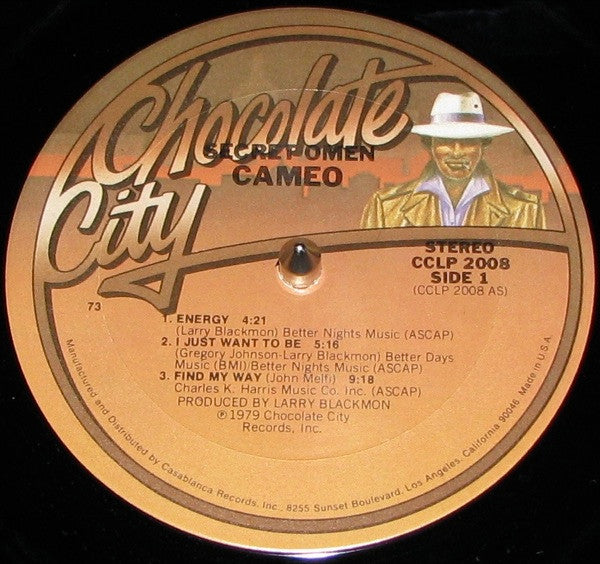 Chocolate
City
SECRET OMEN
CAMEO
STEREO
CCLP 2008
SIDE 1
(CCLP 2008 AS)
73
1. ENERGY 4:21
(Larry Blackmon) Better Nights Music (ASCAP)
2. I JUST WANT TO BE 5:16
(Gregory Johnson-Larry Blackmon) Better Days
Music (BMI) Better Nights Music (ASCAP)
3. FIND MY WAY (John Melfi) 9:18
Charles K. Harris Music Co. Inc. (ASCAP)
PRODUCED BY LARRY BLACKMON
℗1979 Chocolate City
Records, Inc.
Manufactured and Distributed by Casablanca Records, Inc., 8255 Sunset Boulevard, Los Angeles, California 90046 Made in U.S.A.